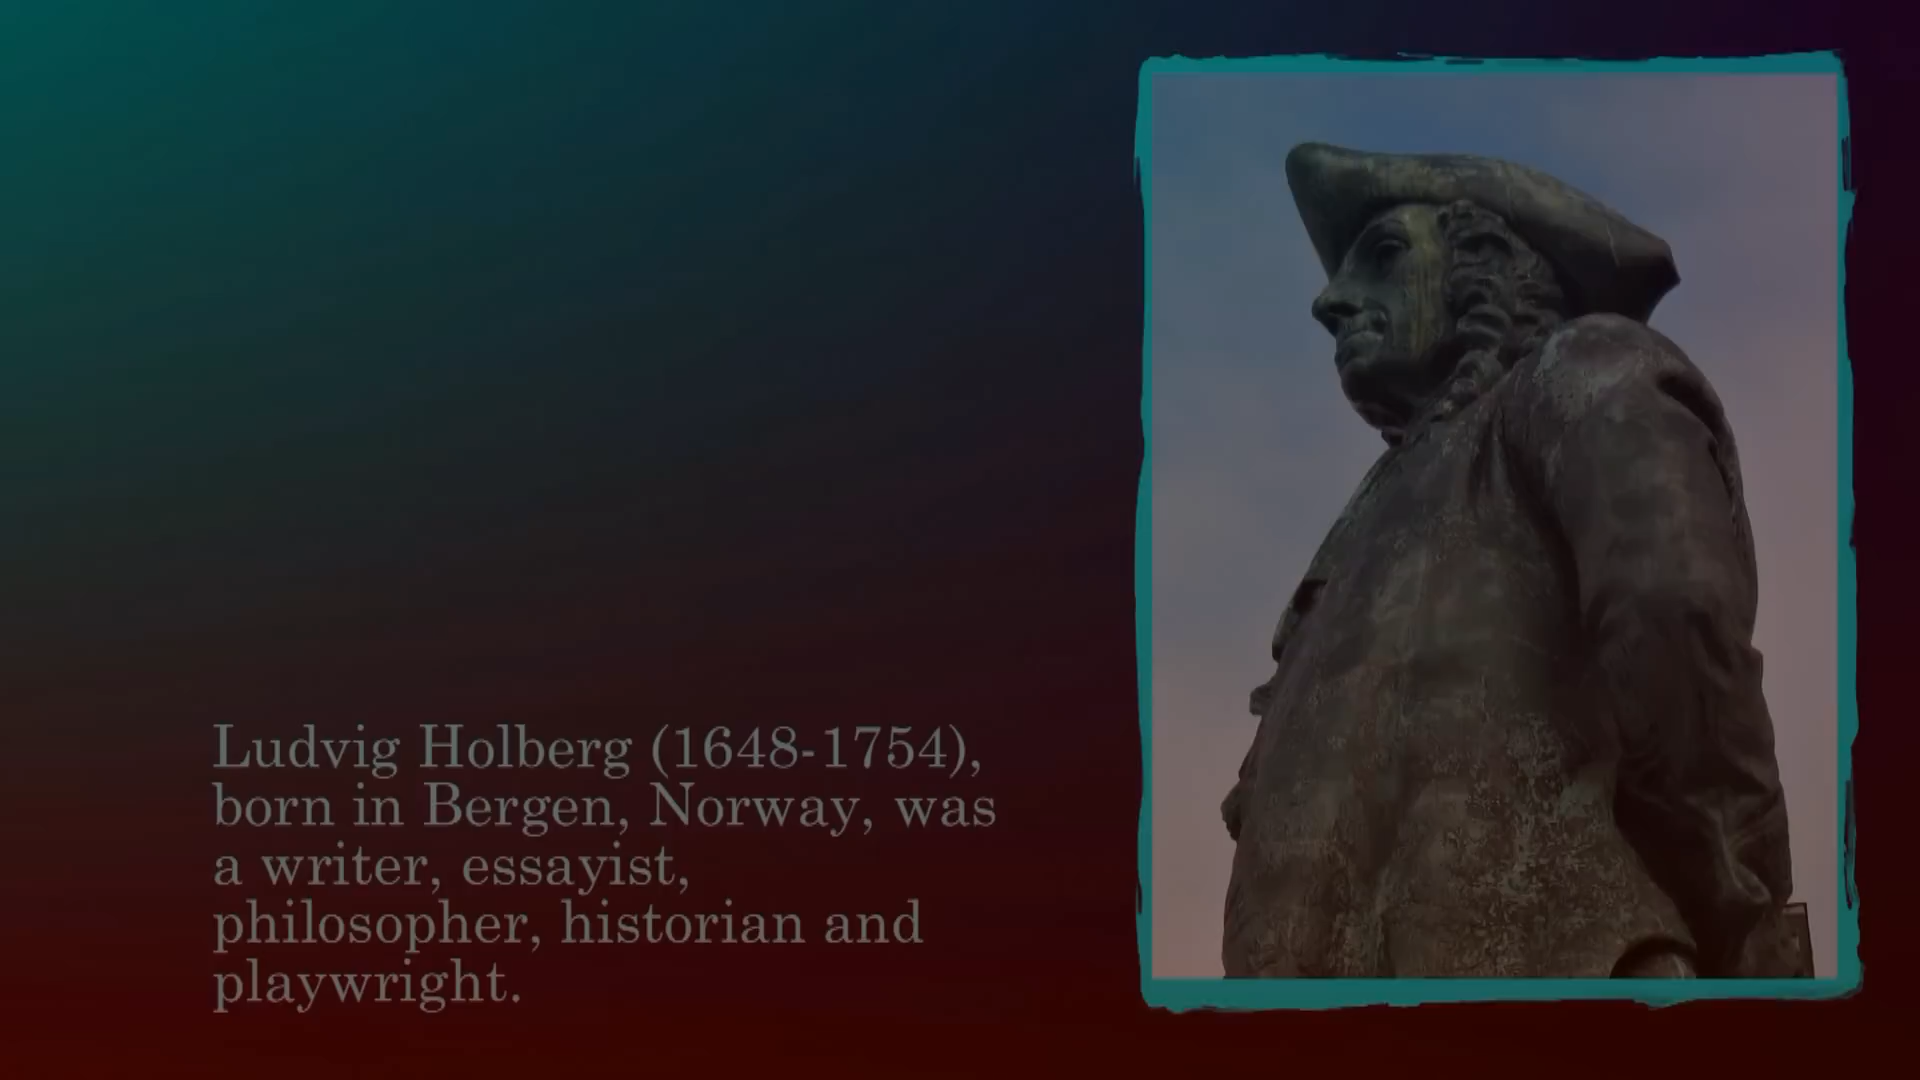 Ludvig Holberg (1648-1754),
born in Bergen, Norway, was
a writer, essayist,
philosopher, historian and
playwright.